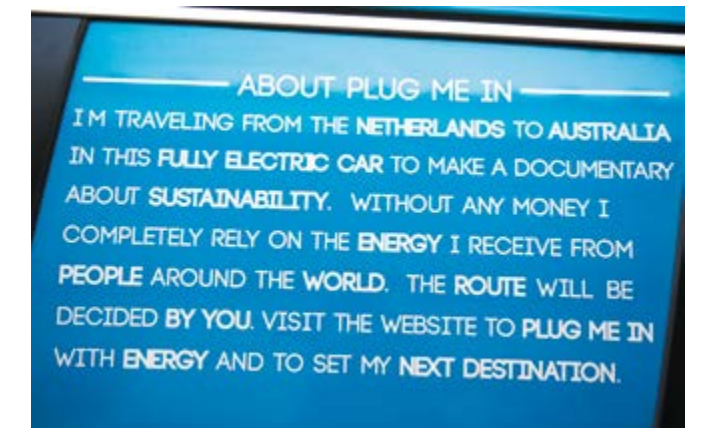 ABOUT PLUG ME IN
I M TRAVELING FROM THE NETHERLANDS TO AUSTRALIA
IN THIS FULLY ELECTRIC CAR TO MAKE A DOCUMENTARY
ABOUT SUSTAINABILITY. WITHOUT ANY MONEY I
COMPLETELY RELY ON THE ENERGY I RECEIVE FROM
PEOPLE AROUND THE WORLD. THE ROUTE WILL BE
DECIDED BY YOU. VISIT THE WEBSITE TO PLUG ME IN
WITH ENERGY AND TO SET MY NEXT DESTINATION.